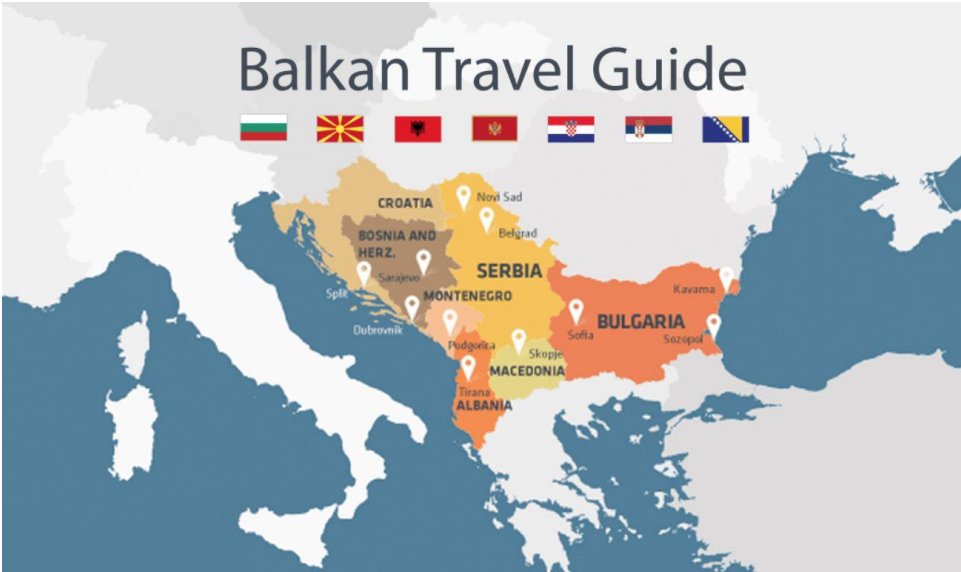 Balkan Travel Guide
CROATIA
Novi Sad
Belgrad
BOSNIA AND
HERZ.
SERBIA
Sarajevo
Split
MONTENEGRO
Dubrovnik
Kavarna
BULGARIA
Sofia
Sozopol
Podgorica
Skopje
MACEDONIA
Tirana
ALBANIA